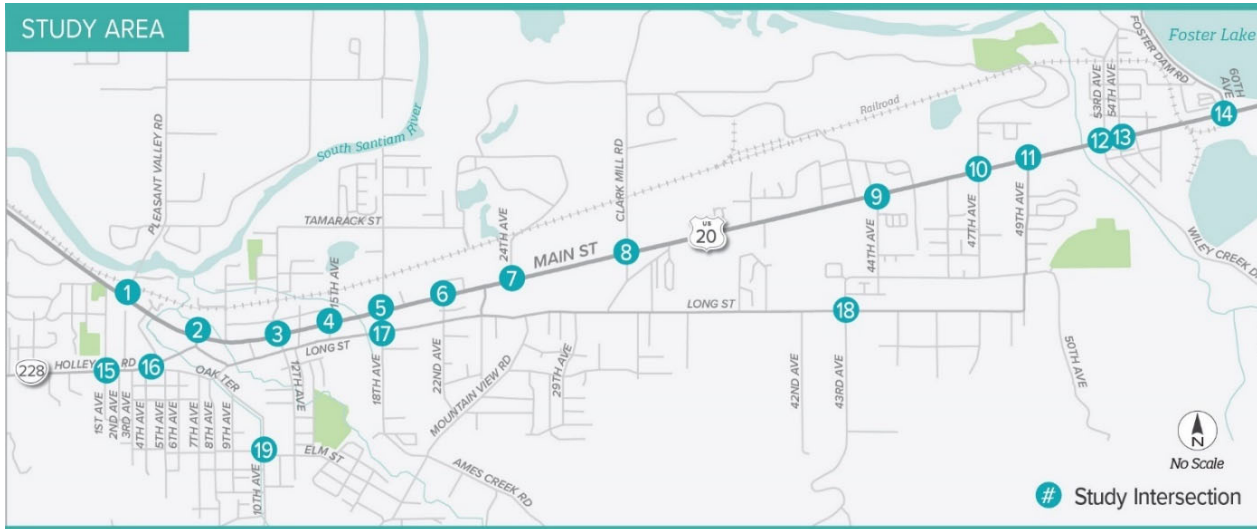 STUDY AREA
Foster Lake
FOSTER DAM RD
60TH AVE
53RD AVE
54TH AVE
14
PLEASANT VALLEY RD
South Santiam River
Railroad
CLARK MILL RD
12
13
11
10
9
TAMARACK ST
24TH AVE
MAIN ST
US
20
8
44TH AVE
47TH AVE
49TH AVE
WILEY CREEK D
1
15TH AVE
7
6
5
4
3
2
17
LONG ST
18
LONG ST
228
HOLLEY RD
15
16
OAK TER
12TH AVE
18TH AVE
22ND AVE
MOUNTAIN VIEW RD
29TH AVE
42ND AVE
43RD AVE
50TH AVE
1ST AVE
2ND AVE
3RD AVE
4TH AVE
5TH AVE
6TH AVE
7TH AVE
8TH AVE
9TH AVE
19
10TH AVE
ELM ST
AMES CREEK RD
N
No Scale
# Study Intersection